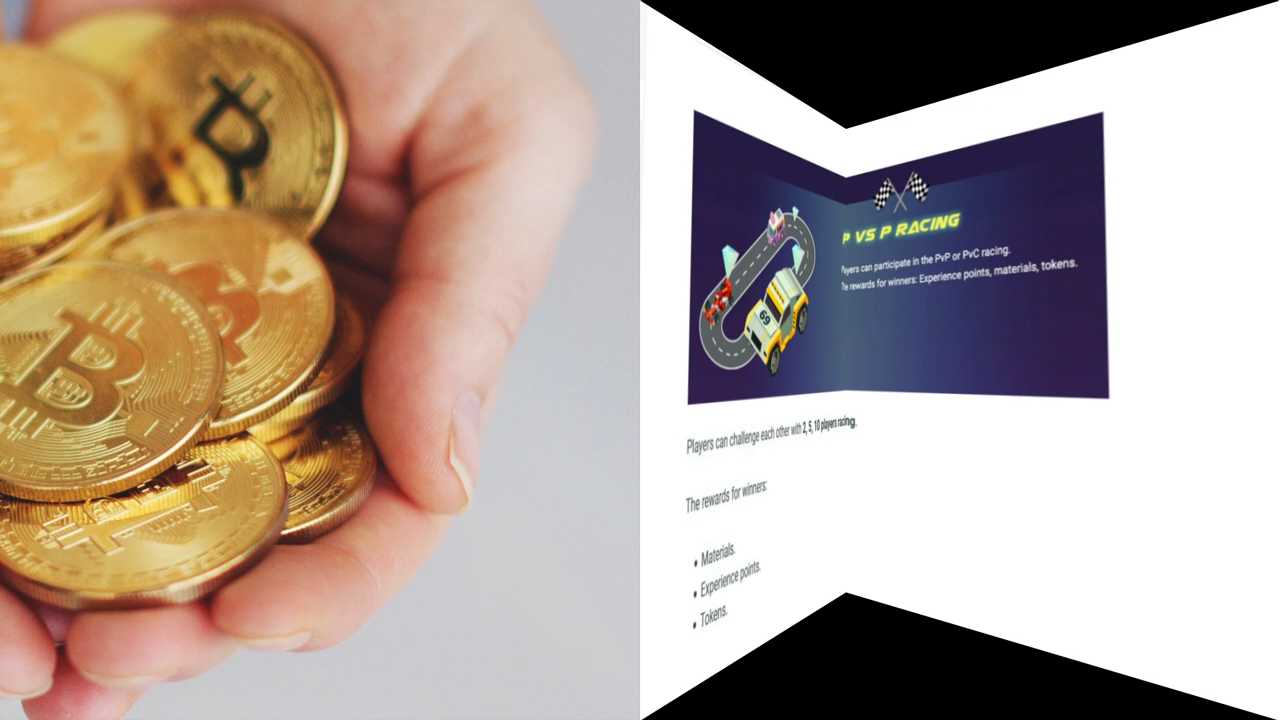 P VS P RACING
Players can participate in the PvP or PvC racing.
The rewards for winners: Experience points, materials, tokens.
69
Players can challenge each other with 2, 5, 10 players racing.
The rewards for winners:
• Materials.
• Experience points.
• Tokens.